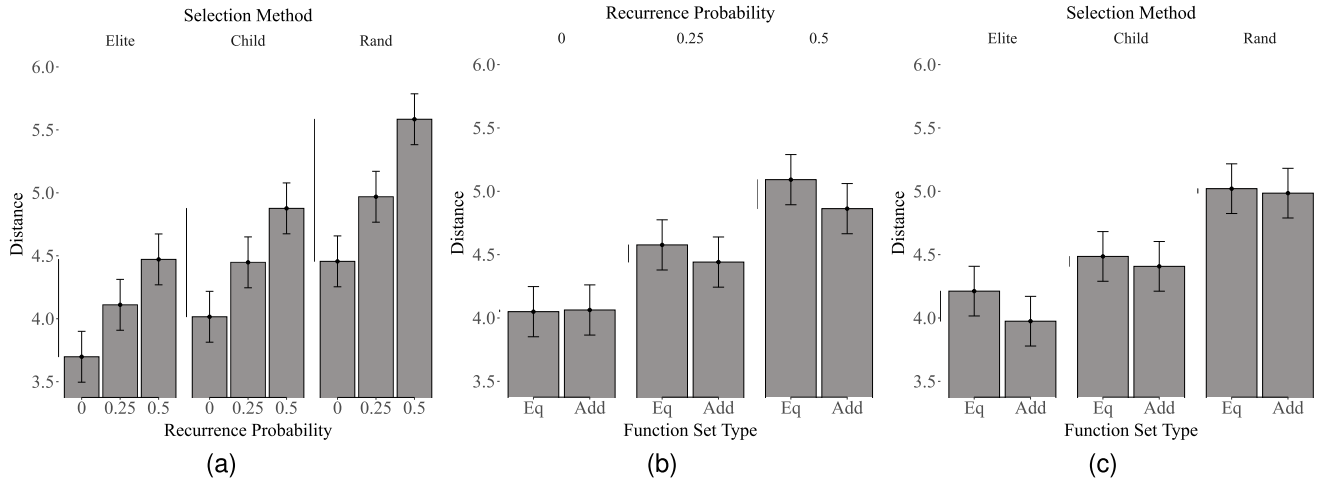 Selection Method
Elite Child Rand
6.0
5.5
5.0
4.5
4.0
3.5
Distance
0 0.25 0.5 0 0.25 0.5 0 0.25 0.5
Recurrence Probability
(a)
Recurrence Probability
0 0.25 0.5
6.0
5.5
5.0
4.5
4.0
3.5
Distance
Eq Add Eq Add Eq Add
Function Set Type
(b)
Selection Method
Elite Child Rand
6.0
5.5
5.0
4.5
4.0
3.5
Distance
Eq Add Eq Add Eq Add
Function Set Type
(c)